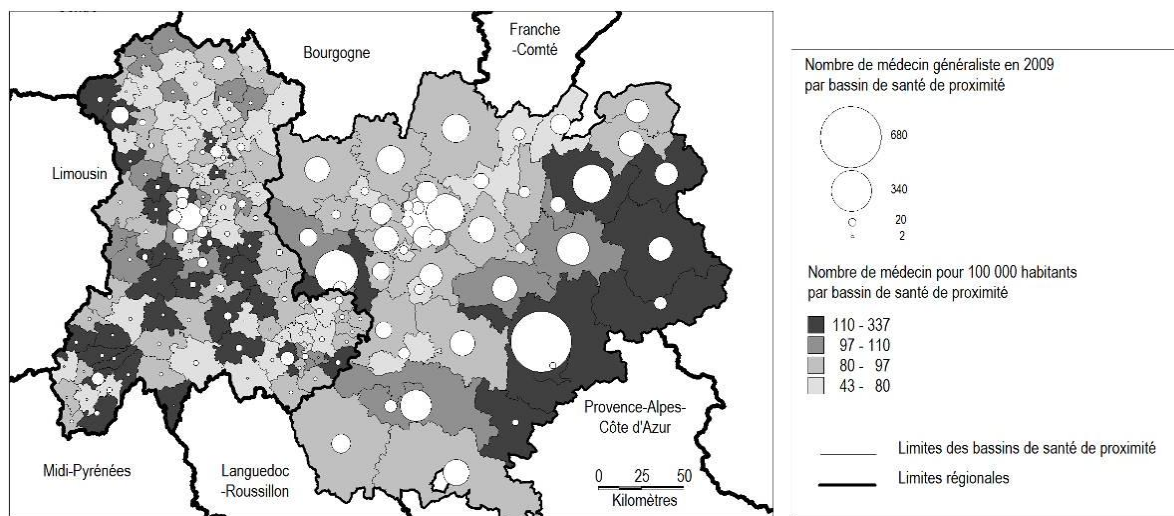 Bourgogne
Franche
-Comté
Limousin
Midi-Pyrénées
Languedoc
-Roussillon
Provence-Alpes-
Côte d'Azur
0 25 50
Kilomètres
Nombre de médecin généraliste en 2009
par bassin de santé de proximité
680
340
20
2
Nombre de médecin pour 100 000 habitants
par bassin de santé de proximité
110 - 337
97 - 110
80 - 97
43 - 80
Limites des bassins de santé de proximité
Limites régionales